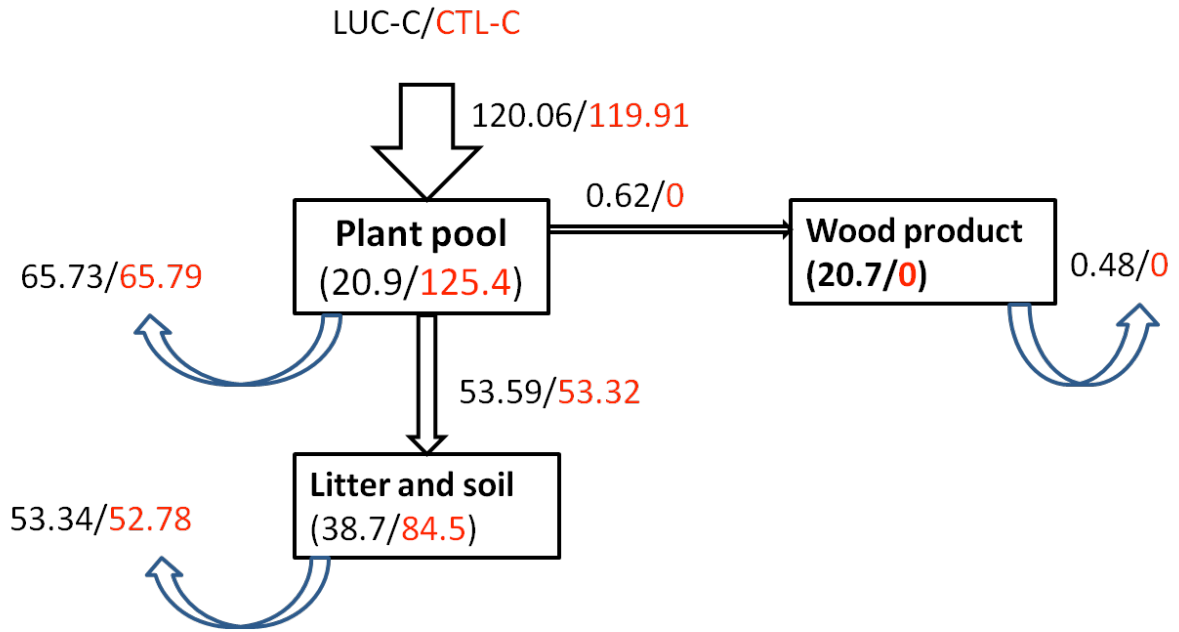 LUC-C/CTL-C
120.06/119.91
0.62/0
Plant pool
(20.9/125.4)
Wood product
(20.7/0)
65.73/65.79
0.48/0
53.59/53.32
Litter and soil
(38.7/84.5)
53.34/52.78